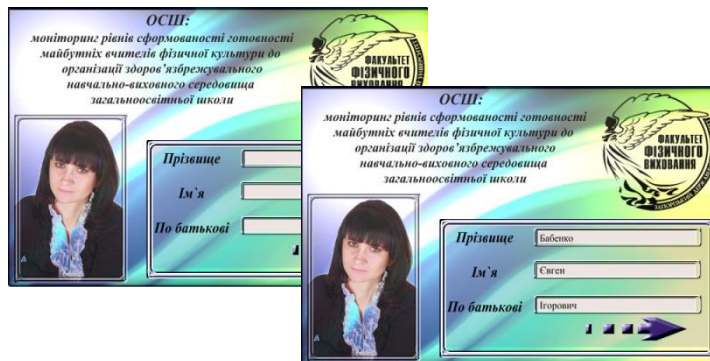 ОСШ:
моніторинг рівнів сформованості готовності
майбутніх вчителів фізичної культури до
організації здоров'язбрежувального
навчально-виховного середовища
загальноосвітньої школи
ФАКУЛЬТЕТ
ФІЗИЧНОГО
ВИХОВАННЯ
Прізвище
Ім`я
По батькові
ОСШ:
моніторинг рівнів сформованості готовності
майбутніх вчителів фізичної культури до
організації здоров'язбрежувального
навчально-виховного середовища
загальноосвітньої школи
ФАКУЛЬТЕТ
ФІЗИЧНОГО
ВИХОВАННЯ
Прізвище Бабенко
Ім`я Євген
По батькові Ігорович